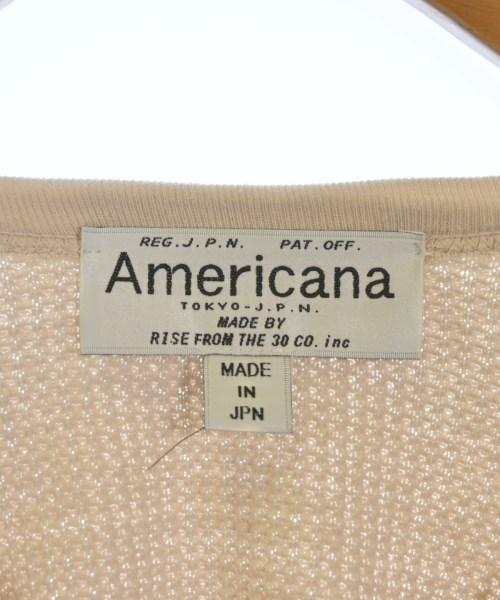 REG.J.P.N. PAT.OFF.
Americana
TOKYO-J.P.N.
MADE BY
RISE FROM THE 30 CO. inc
MADE
IN
JPN